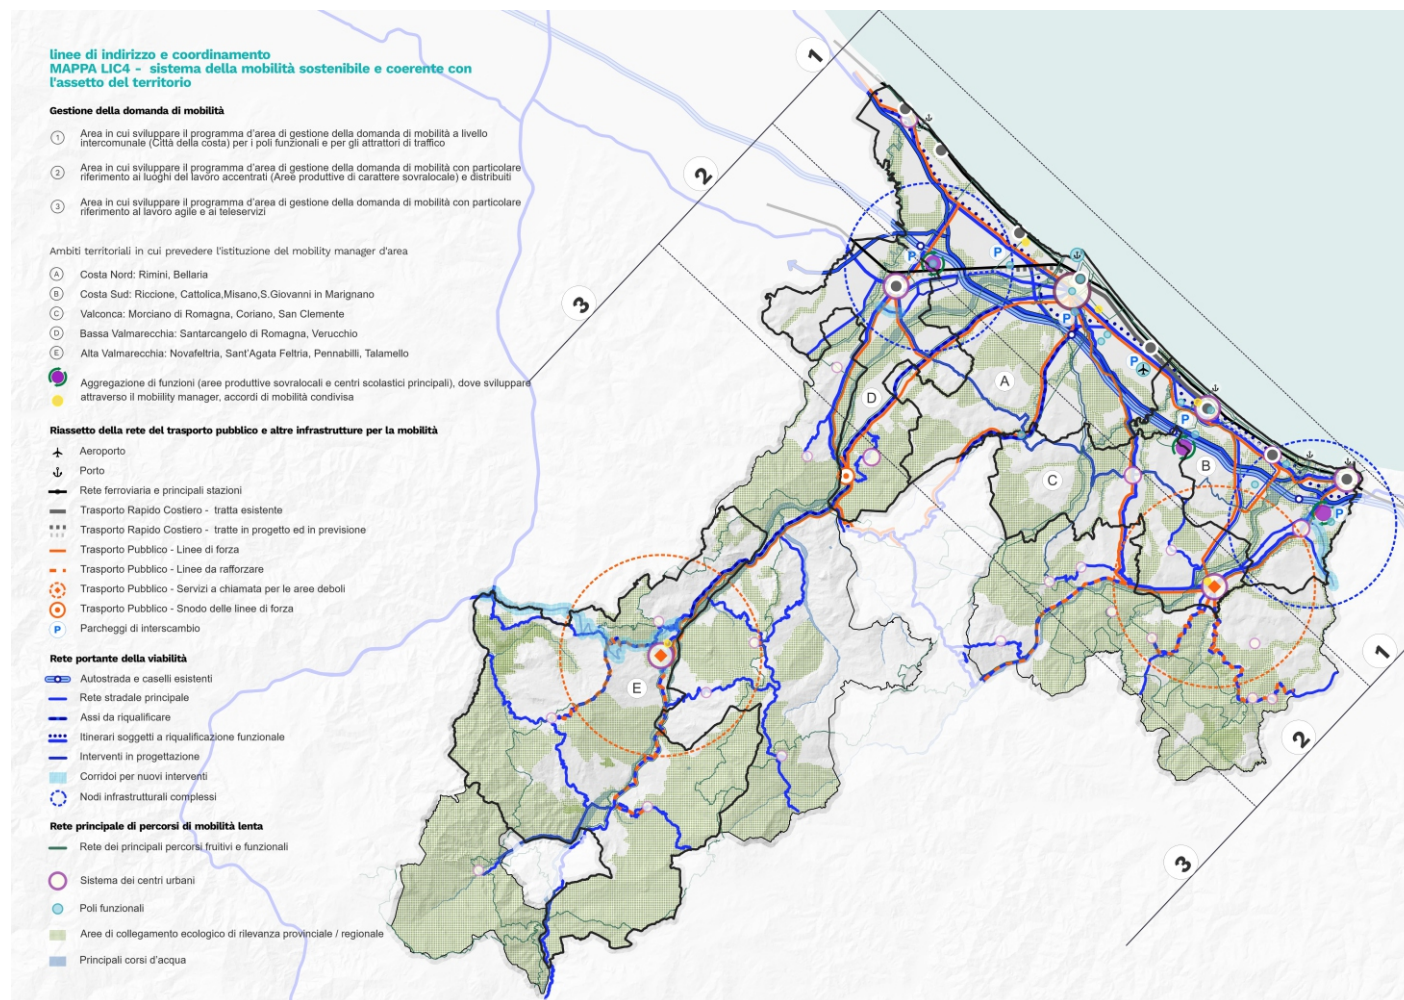 linee di indirizzo e coordinamento
MAPPA LIC4 - sistema della mobilità sostenibile e coerente con
l'assetto del territorio
Gestione della domanda di mobilità
1 Area in cui sviluppare il programma d'area di gestione della domanda di mobilità a livello
intercomunale (Città della costa) per i poli funzionali e per gli attrattori di traffico
2 Area in cui sviluppare il programma d'area di gestione della domanda di mobilità con particolare
riferimento ai luoghi del lavoro accentrati (Aree produttive di carattere sovralocale) e distribuiti
3 Area in cui sviluppare il programma d'area di gestione della domanda di mobilità con particolare
riferimento al lavoro agile e ai teleservizi
Ambiti territoriali in cui prevedere l'istituzione del mobility manager d'area
A Costa Nord: Rimini, Bellaria
B Costa Sud: Riccione, Cattolica,Misano,S.Giovanni in Marignano
C Valconca: Morciano di Romagna, Coriano, San Clemente
D Bassa Valmarecchia: Santarcangelo di Romagna, Verucchio
E Alta Valmarecchia: Novafeltria, Sant'Agata Feltria, Pennabilli, Talamello
Aggregazione di funzioni (aree produttive sovralocali e centri scolastici principali), dove sviluppare
attraverso il mobiility manager, accordi di mobilità condivisa
Riassetto della rete del trasporto pubblico e altre infrastrutture per la mobilità
Aeroporto
Porto
Rete ferroviaria e principali stazioni
Trasporto Rapido Costiero - tratta esistente
Trasporto Rapido Costiero - tratte in progetto ed in previsione
Trasporto Pubblico - Linee di forza
Trasporto Pubblico - Linee da rafforzare
Trasporto Pubblico - Servizi a chiamata per le aree deboli
Trasporto Pubblico - Snodo delle linee di forza
P Parcheggi di interscambio
Rete portante della viabilità
Autostrada e caselli esistenti
Rete stradale principale
Assi da riqualificare
Itinerari soggetti a riqualificazione funzionale
Interventi in progettazione
Corridoi per nuovi interventi
Nodi infrastrutturali complessi
Rete principale di percorsi di mobilità lenta
Rete dei principali percorsi fruitivi e funzionali
Sistema dei centri urbani
Poli funzionali
Aree di collegamento ecologico di rilevanza provinciale / regionale
Principali corsi d'acqua
1
2
3
P
P
P
P
P
P
A
D
C
B
E
1
2
3